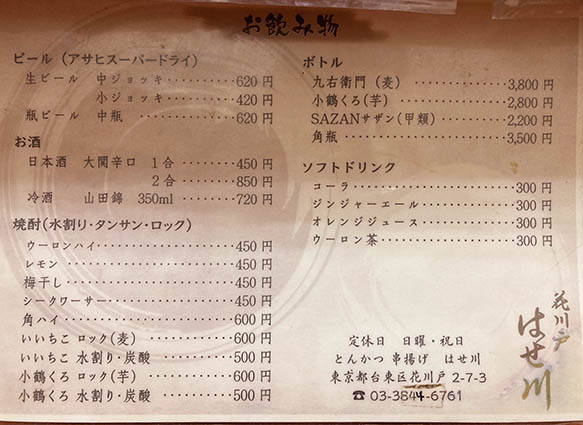 お飲み物
ビール（アサヒスーパードライ）
生ビール 中ジョッキ‥‥‥‥‥620円
小ジョッキ‥‥‥‥‥420円
瓶ビール 中瓶 ‥‥‥‥‥‥620円
お酒
日本酒 大関辛口 1合‥‥‥‥450円
2合‥‥‥‥850円
冷酒 山田錦 350ml‥‥‥‥720円
焼酎（水割り・タンサン・ロック）
ウーロンハイ‥‥‥‥‥‥‥450円
レモン‥‥‥‥‥‥‥‥‥450円
梅干し‥‥‥‥‥‥‥‥‥450円
シークワーサー‥‥‥‥‥‥450円
角ハイ‥‥‥‥‥‥‥‥‥600円
いいちこ ロック（麦）‥‥‥‥600円
いいちこ 水割り・炭酸‥‥‥‥500円
小鶴くろ ロック（芋）‥‥‥‥600円
小鶴くろ 水割り・炭酸‥‥‥‥500円
ボトル
九右衛門（麦） ‥‥‥‥‥3,800円
小鶴くろ（芋）‥‥‥‥‥‥2,800円
SAZANサザン（甲類）‥‥‥‥2,200円
角瓶‥‥‥‥‥‥‥‥‥3,500円
ソフトドリンク
コーラ‥‥‥‥‥‥‥‥‥300円
ジンジャーエール‥‥‥‥‥300円
オレンジジュース‥‥‥‥‥300円
ウーロン茶‥‥‥‥‥‥‥300円
定休日 日曜・祝日
とんかつ 串揚げ はせ川
東京都台東区花川戸 2-7-3
☎ 03-3844-6761
花川戸
はせ川